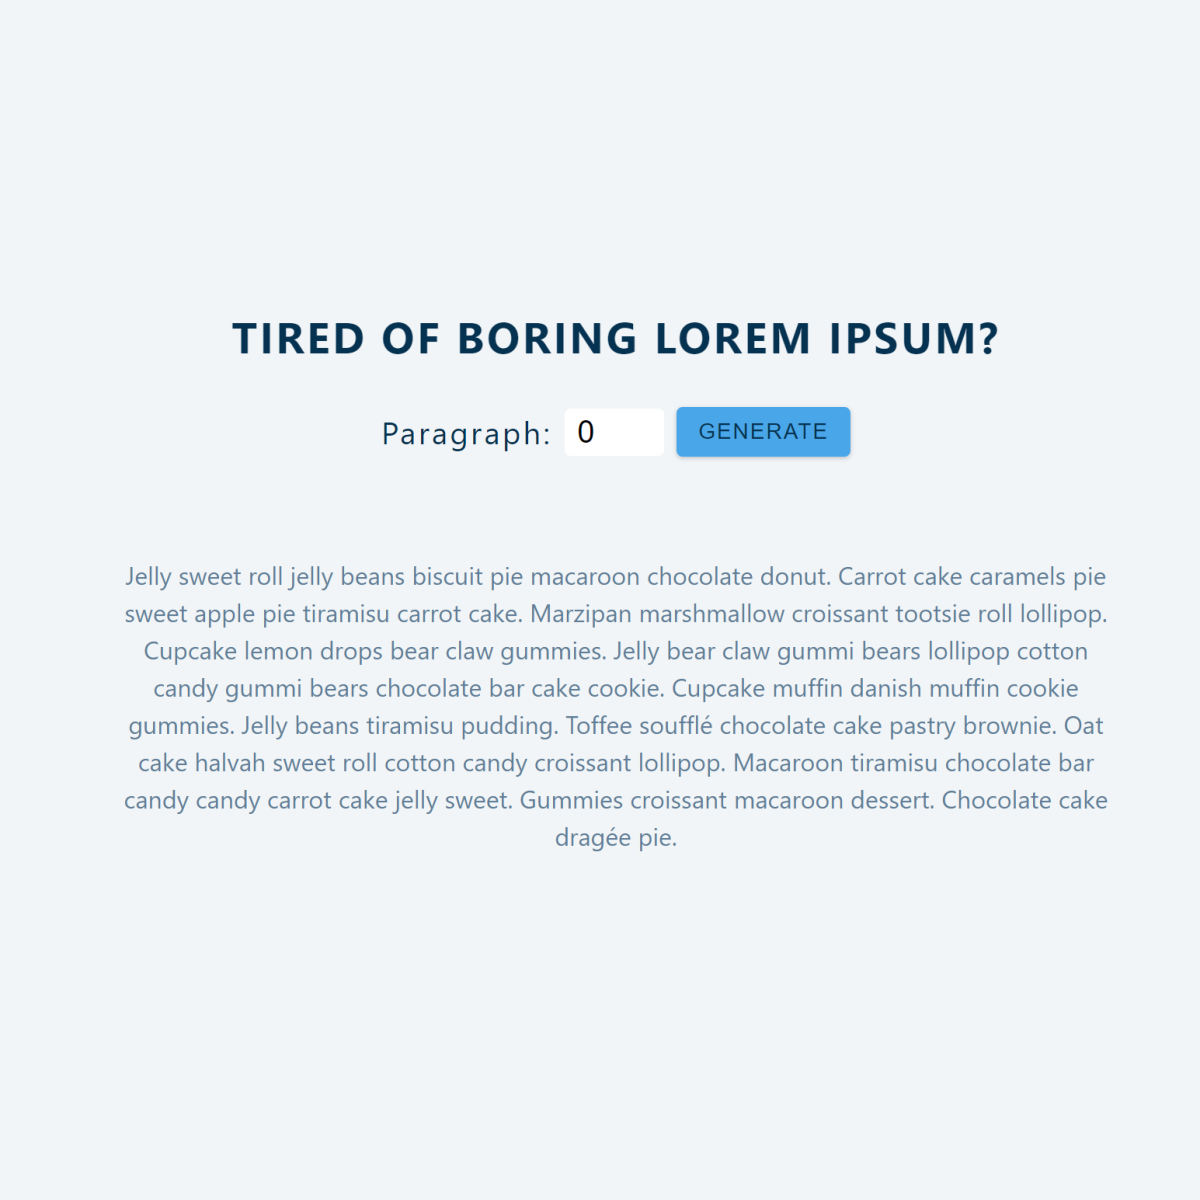 TIRED OF BORING LOREM IPSUM?
Paragraph: 0 GENERATE
Jelly sweet roll jelly beans biscuit pie macaroon chocolate donut. Carrot cake caramels pie
sweet apple pie tiramisu carrot cake. Marzipan marshmallow croissant tootsie roll lollipop.
Cupcake lemon drops bear claw gummies. Jelly bear claw gummi bears lollipop cotton
candy gummi bears chocolate bar cake cookie. Cupcake muffin danish muffin cookie
gummies. Jelly beans tiramisu pudding. Toffee soufflé chocolate cake pastry brownie. Oat
cake halvah sweet roll cotton candy croissant lollipop. Macaroon tiramisu chocolate bar
candy candy carrot cake jelly sweet. Gummies croissant macaroon dessert. Chocolate cake
dragée pie.